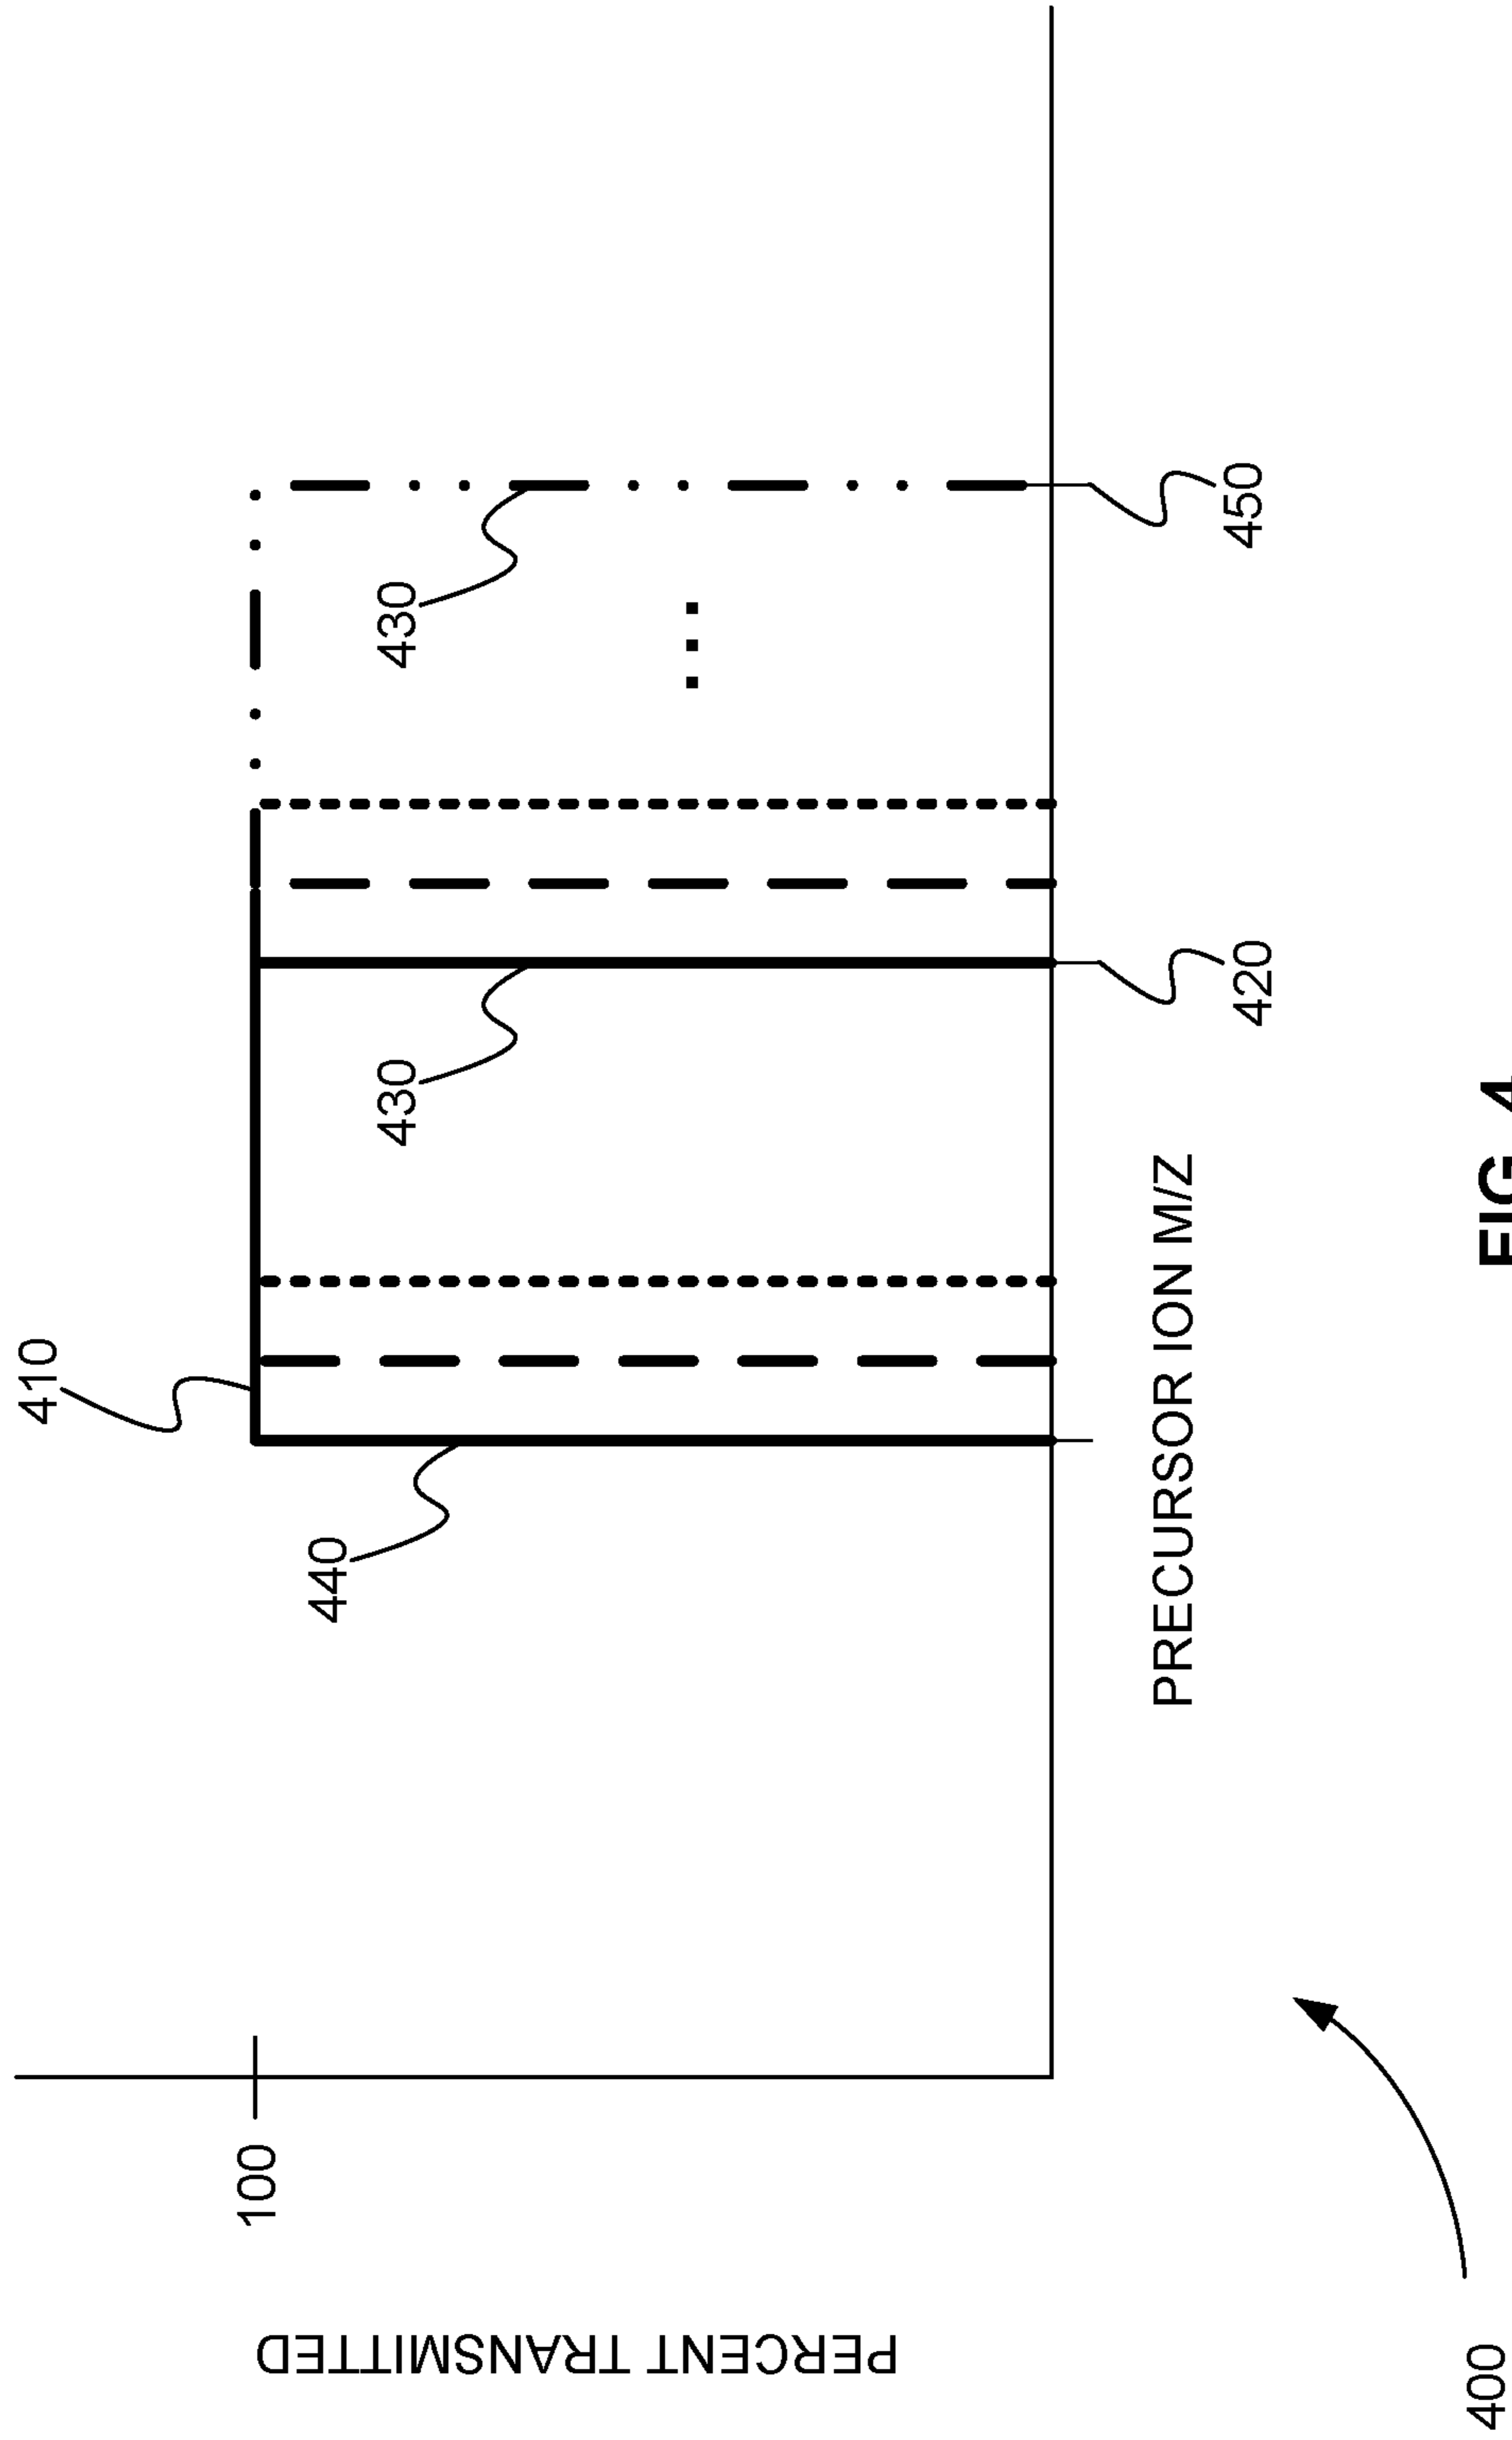 410
100
440
430
430
PERCENT TRANSMITTED
PRECURSOR ION M/Z
420
450
400
FIG. 4